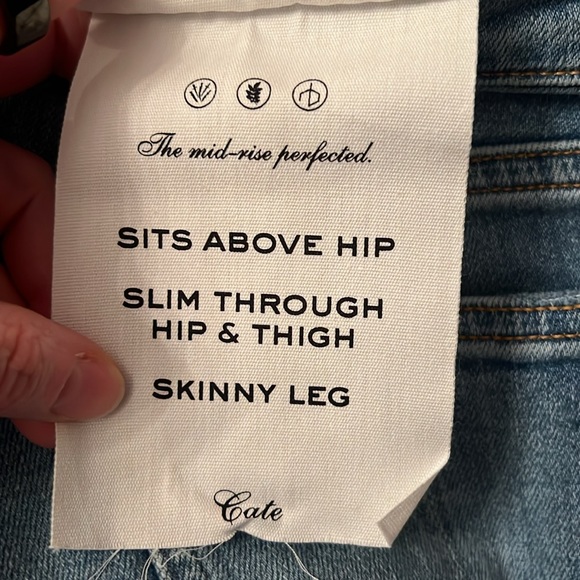 The mid-rise perfected.
SITS ABOVE HIP
SLIM THROUGH
HIP & THIGH
SKINNY LEG
Cate